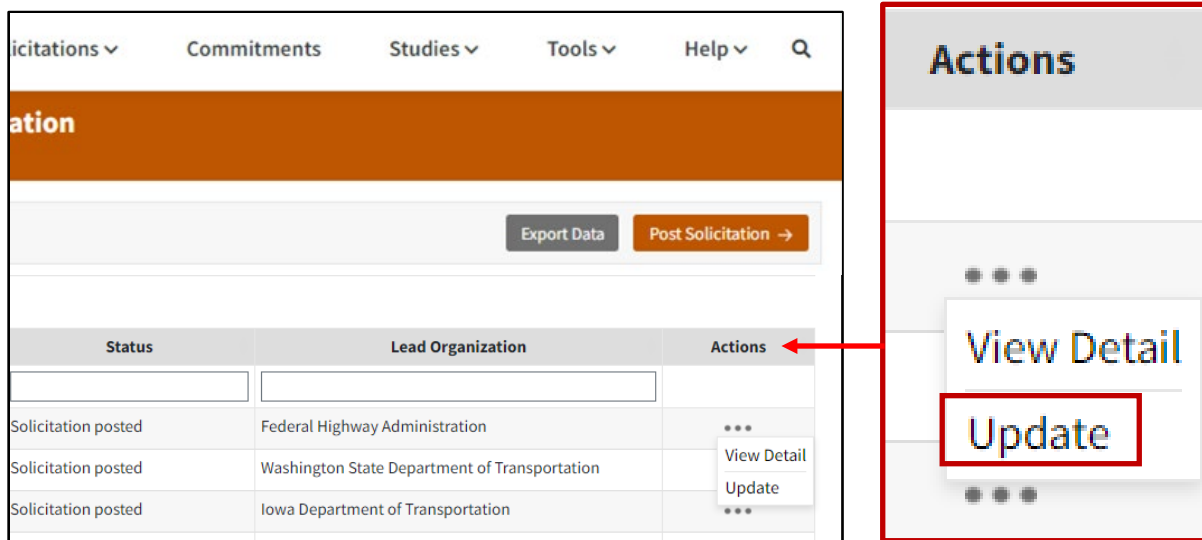 icitations Commitments Studies Tools Help
ation
Export Data Post Solicitation →
Status Lead Organization Actions
Solicitation posted Federal Highway Administration
View Detail
Solicitation posted Washington State Department of Transportation
Update
Solicitation posted Iowa Department of Transportation
Actions
View Detail
Update